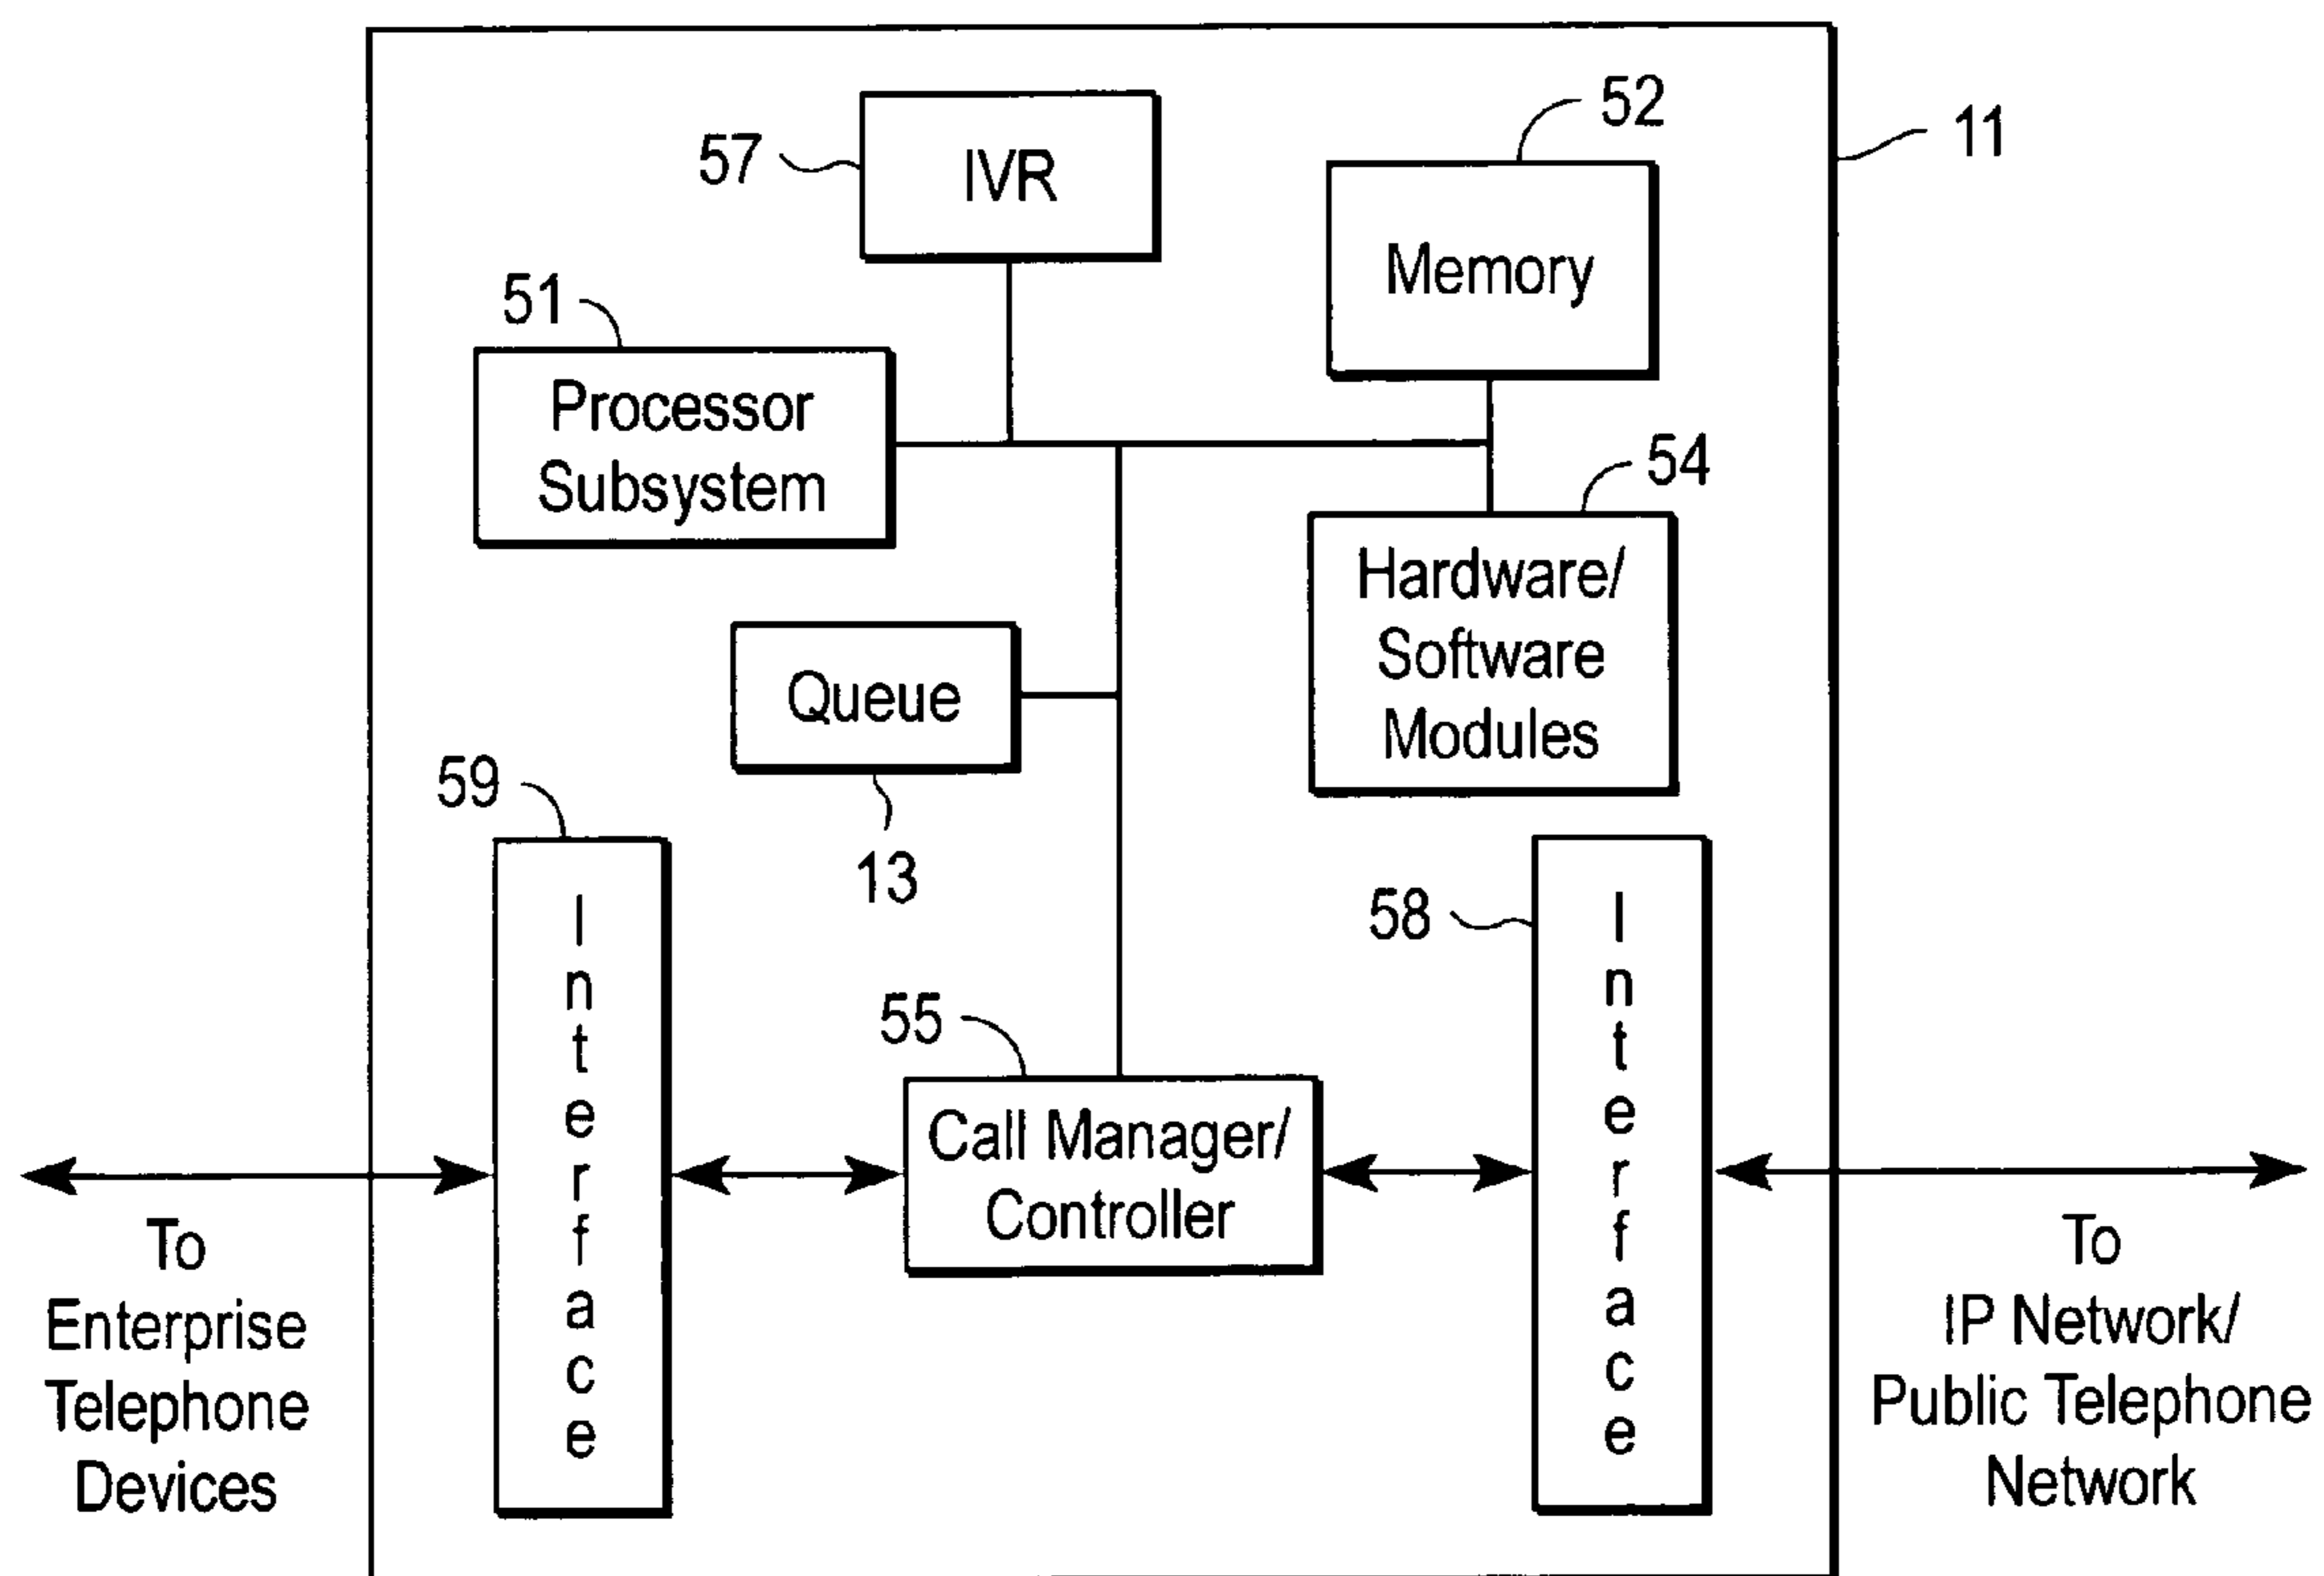 57
IVR
52
Memory
11
51
Processor
Subsystem
54
Hardware/
Software
Modules
Queue
13
59
Interface
58
Interface
55
Call Manager/
Controller
To
Enterprise
Telephone
Devices
To
IP Network/
Public Telephone
Network